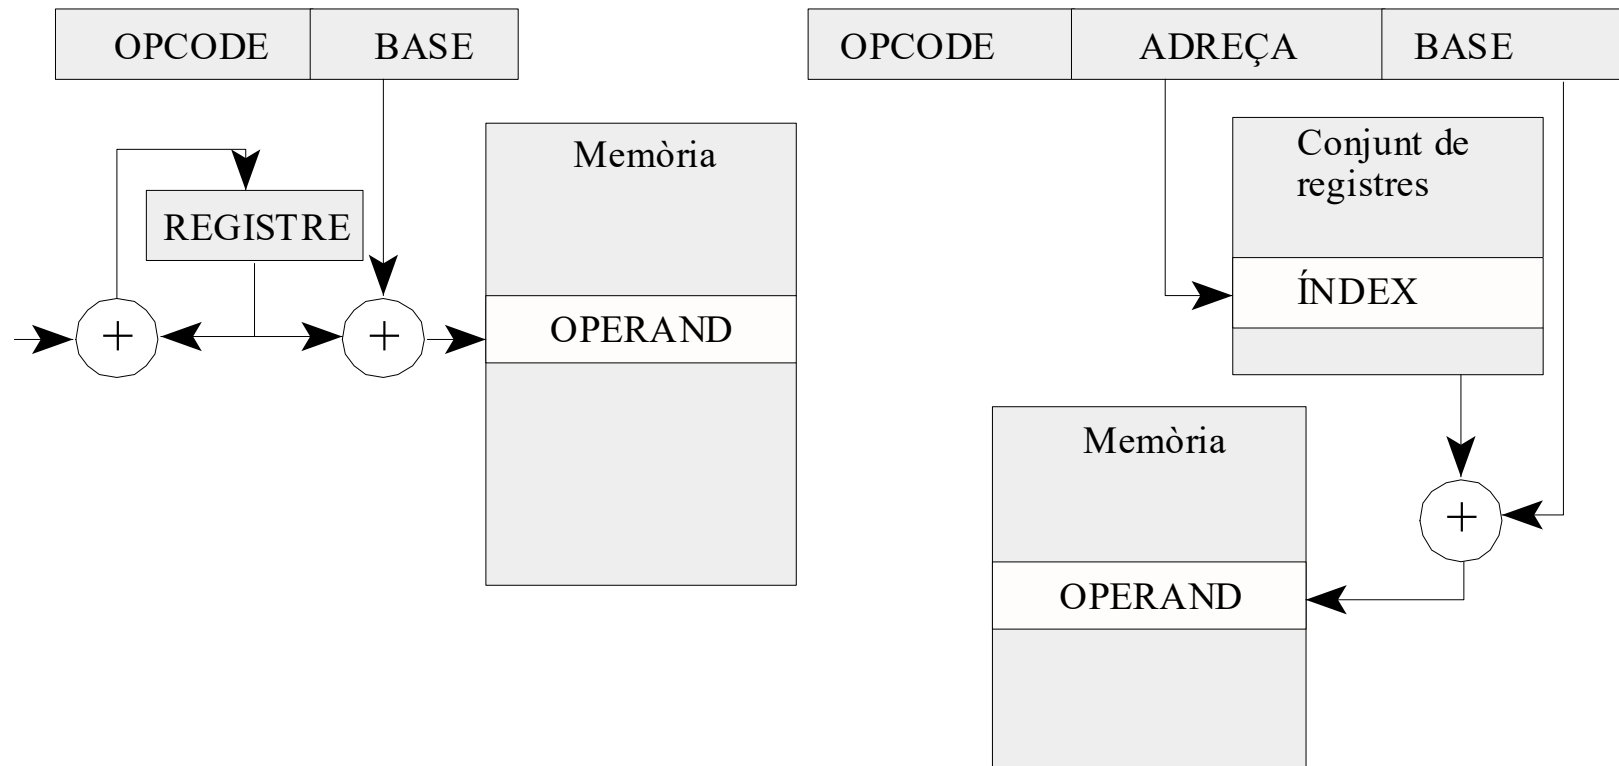 OPCODE BASE
Memòria
REGISTRE
+ +
OPERAND
OPCODE ADREÇA BASE
Conjunt de
registres
ÍNDEX
Memòria
+
OPERAND